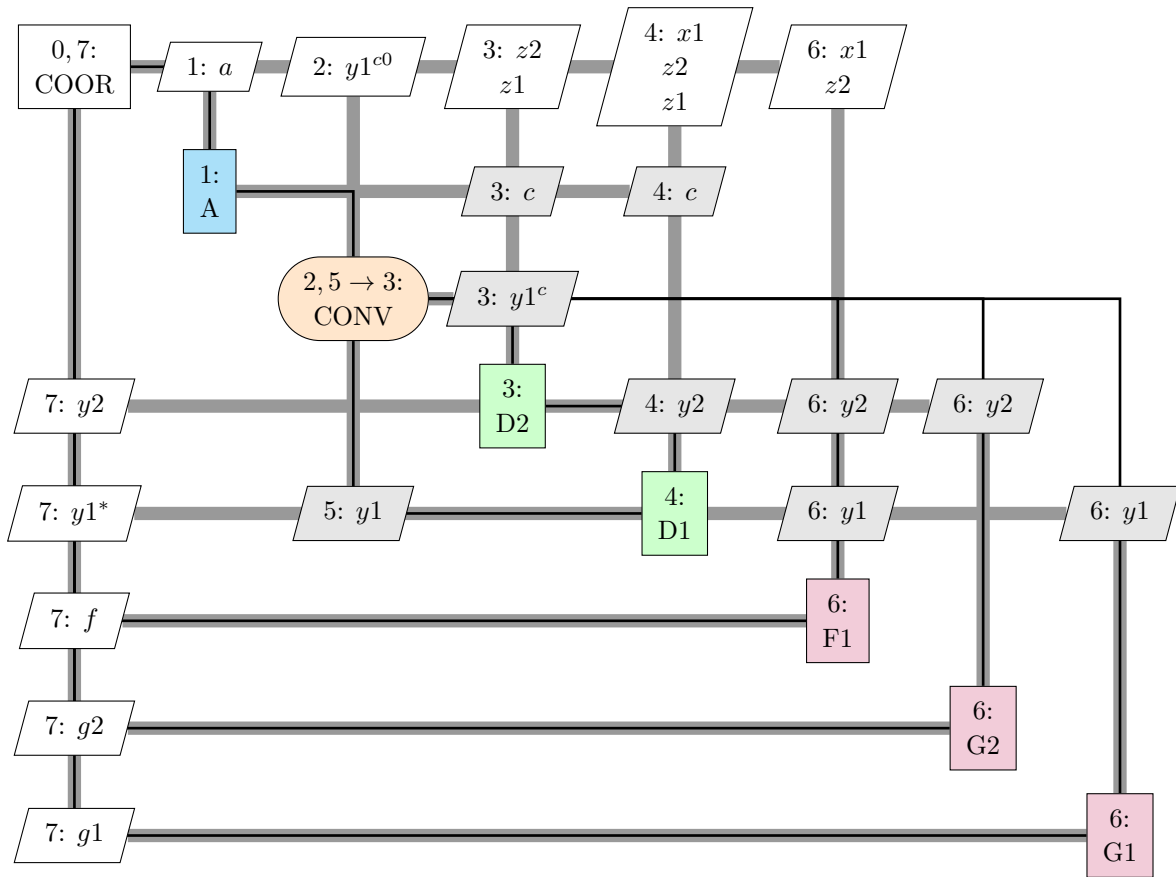 0, 7:
COOR
1: a
2: y1^{c0}
3: z2
z1
4: x1
z2
z1
6: x1
z2
1:
A
3: c
4: c
2, 5 → 3:
CONV
3: y1^c
7: y2
3:
D2
4: y2
6: y2
6: y2
7: y1*
5: y1
4:
D1
6: y1
6: y1
7: f
6:
F1
7: g2
6:
G2
7: g1
6:
G1